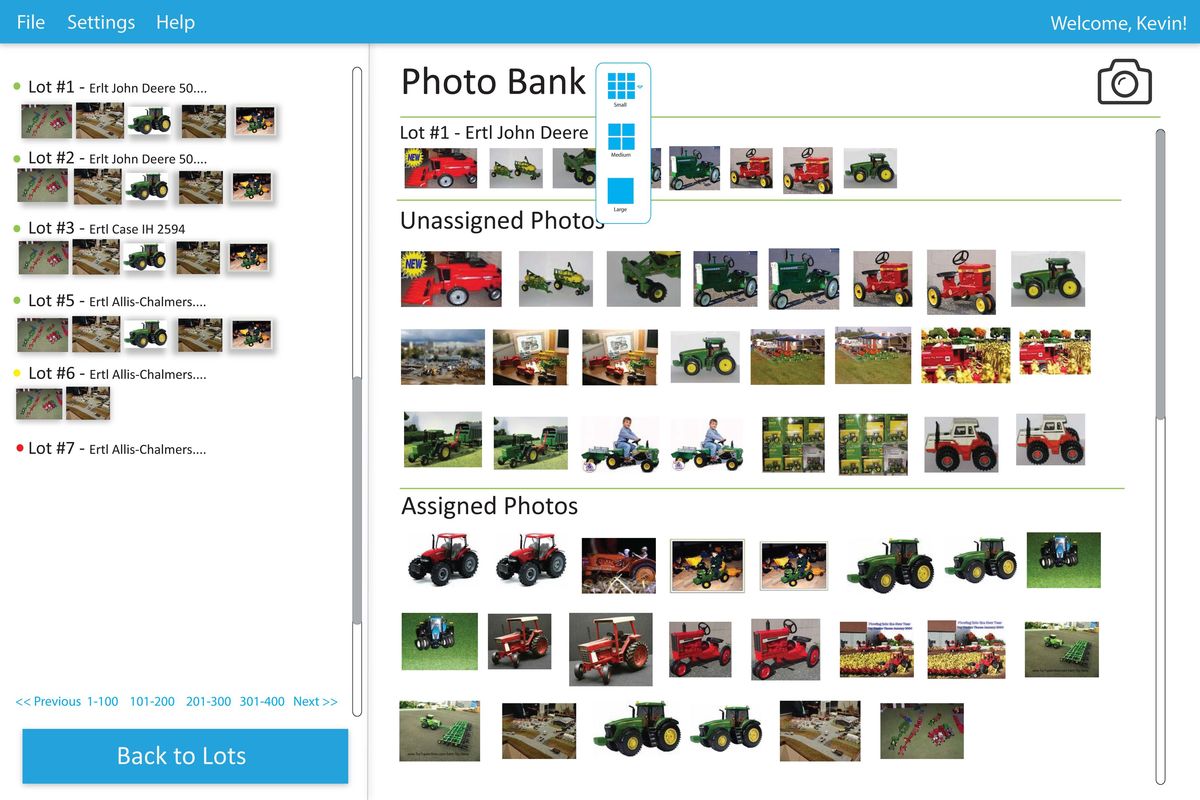 File Settings Help
Welcome, Kevin!
Lot #1 - Erlt John Deere 50....
Lot #2 - Erlt John Deere 50....
Lot #3 - Ertl Case IH 2594
Lot #5 - Ertl Allis-Chalmers....
Lot #6 - Ertl Allis-Chalmers....
Lot #7 - Ertl Allis-Chalmers....
<< Previous 1-100 101-200 201-300 301-400 Next >>
Back to Lots
Photo Bank
Small
Medium
Large
Lot #1 - Ertl John Deere
NEW
Unassigned Photos
NEW
Assigned Photos